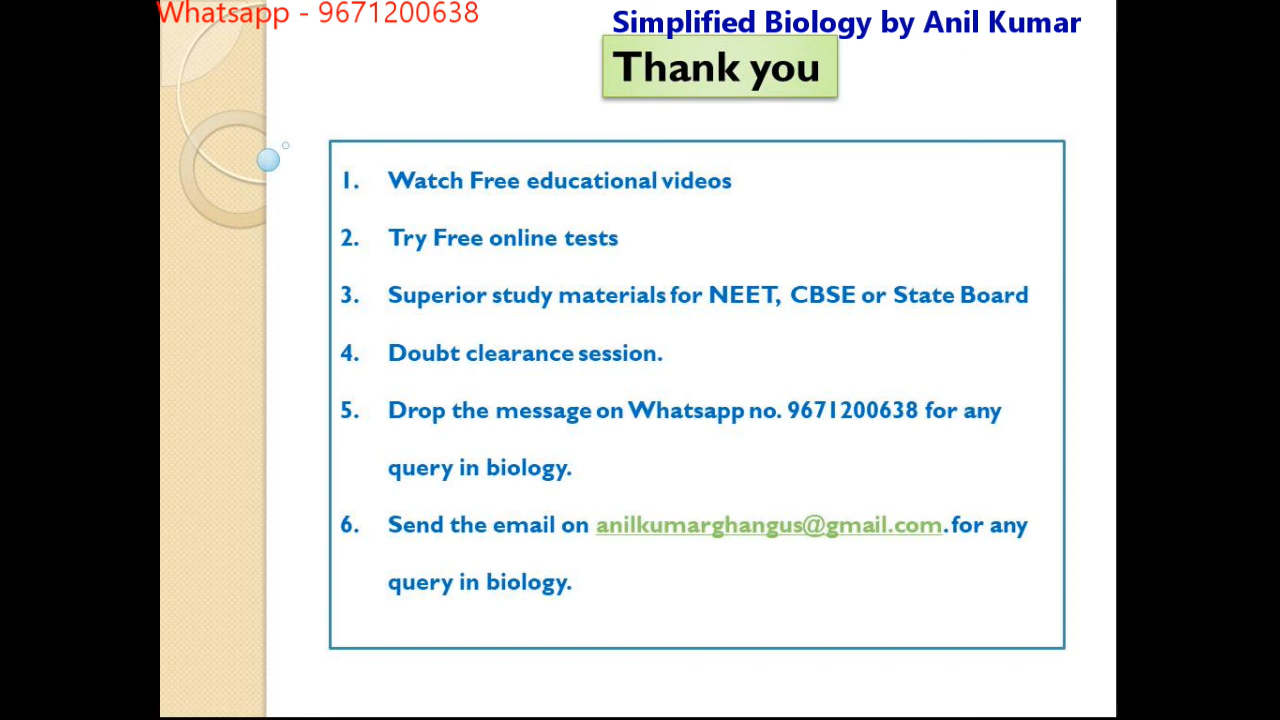 Whatsapp - 9671200638
Simplified Biology by Anil Kumar
Thank you
1. Watch Free educational videos
2. Try Free online tests
3. Superior study materials for NEET, CBSE or State Board
4. Doubt clearance session.
5. Drop the message on Whatsapp no. 9671200638 for any
query in biology.
6. Send the email on anilkumarghangus@gmail.com. for any
query in biology.